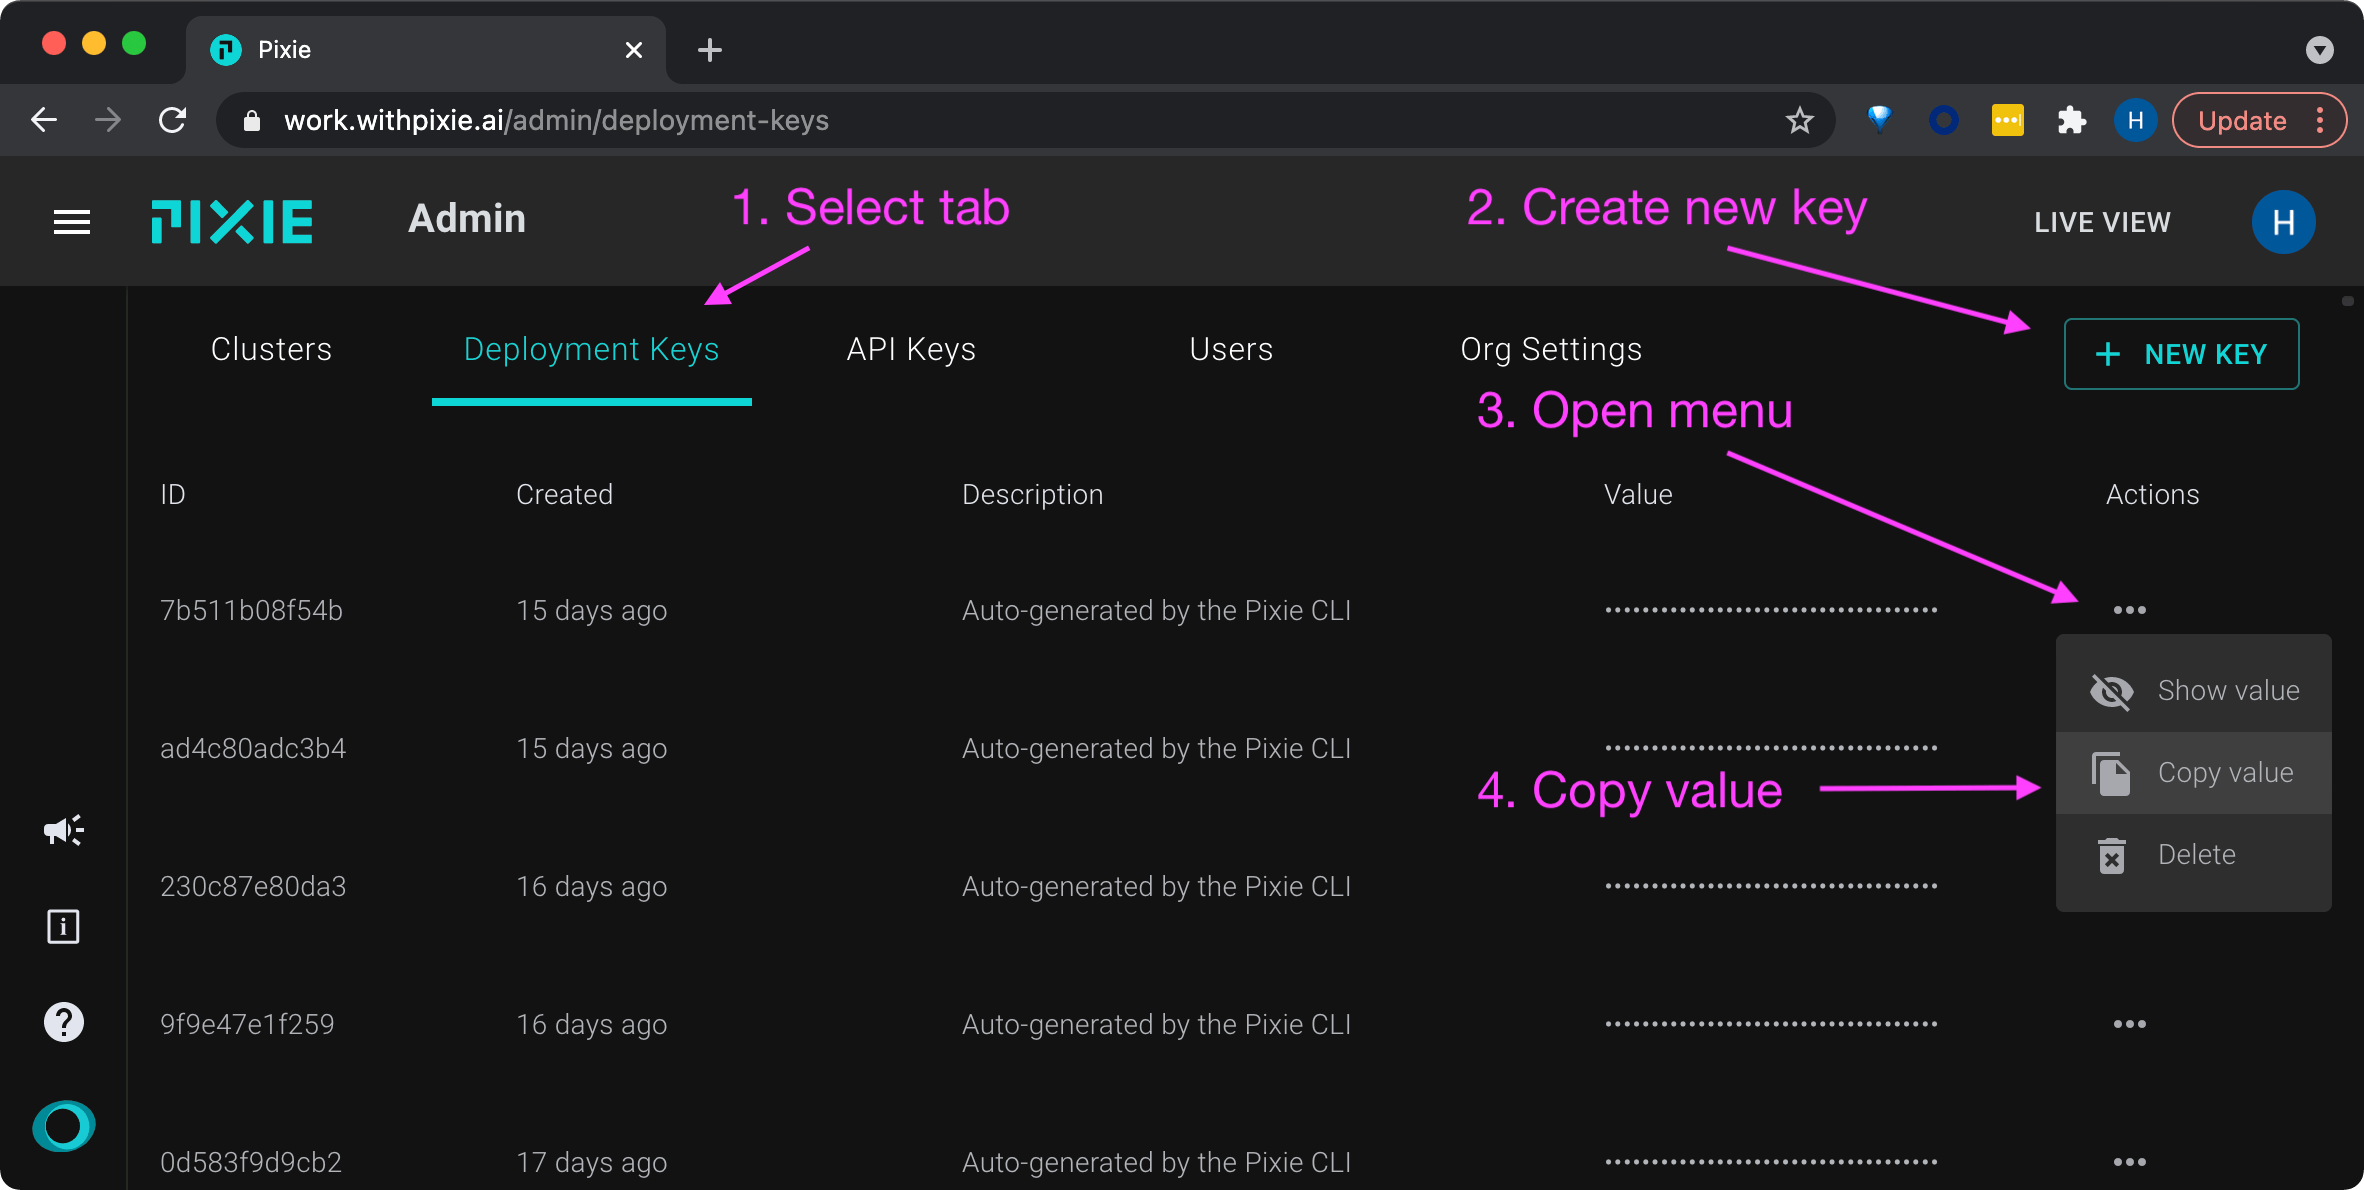 Pixie
work.withpixie.ai/admin/deployment-keys
H
Update
PIXIE
Admin
1. Select tab
2. Create new key
LIVE VIEW
H
Clusters
Deployment Keys
API Keys
Users
Org Settings
NEW KEY
3. Open menu
ID Created Description Value Actions
7b511b08f54b 15 days ago Auto-generated by the Pixie CLI
Show value
ad4c80adc3b4 15 days ago Auto-generated by the Pixie CLI
4. Copy value
Copy value
Delete
230c87e80da3 16 days ago Auto-generated by the Pixie CLI
9f9e47e1f259 16 days ago Auto-generated by the Pixie CLI
0d583f9d9cb2 17 days ago Auto-generated by the Pixie CLI